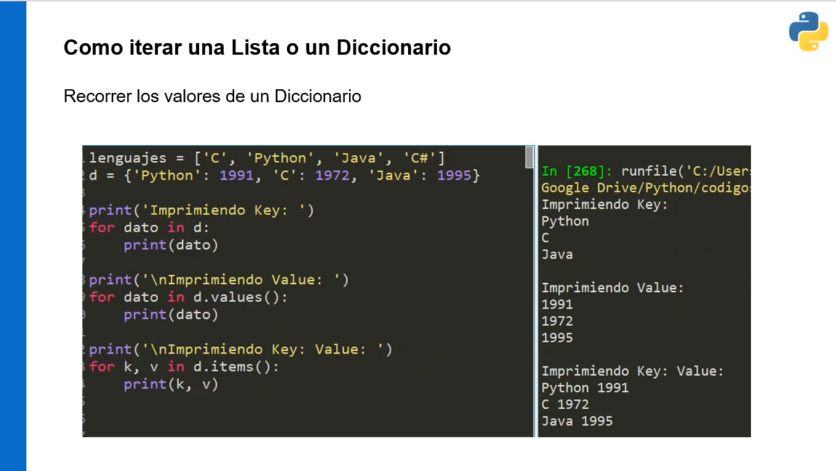 Como iterar una Lista o un Diccionario
Recorrer los valores de un Diccionario
lenguajes = ['C', 'Python', 'Java', 'C#']
d = {'Python': 1991, 'C': 1972, 'Java': 1995}
print('Imprimiendo Key: ')
for dato in d:
    print(dato)
print('\nImprimiendo Value: ')
for dato in d.values():
    print(dato)
print('\nImprimiendo Key: Value: ')
for k, v in d.items():
    print(k, v)
In [268]: runfile('C:/User
Google Drive/Python/codigo
Imprimiendo Key:
Python
C
Java
Imprimiendo Value:
1991
1972
1995
Imprimiendo Key: Value:
Python 1991
C 1972
Java 1995